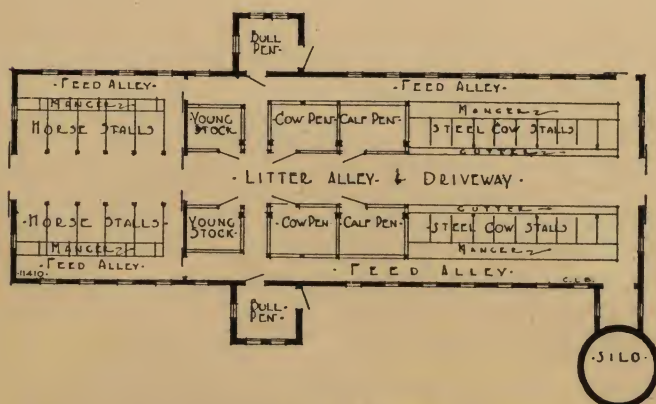 BULL
PEN
- FEED ALLEY -
- FEED ALLEY -
MANGER
MANGER
HORSE STALLS
YOUNG
STOCK
-COW PEN-
CALF PEN-
STEEL COW STALLS
GUTTER
- LITTER ALLEY - & DRIVEWAY -
GUTTER
-HORSE STALLS-
YOUNG
STOCK-
-COW PEN
CALF PEN-
-STEEL COW STALLS
MANGER
MANGER
- FEED ALLEY -
- FEED ALLEY -
-11410-
C.L.B.
BULL-
PEN-
-SILO-